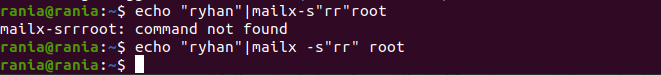 rania@rania:~$ echo "ryhan"|mailx-s"rr"root
mailx-srrroot: command not found
rania@rania:~$ echo "ryhan"|mailx -s"rr" root
rania@rania:~$